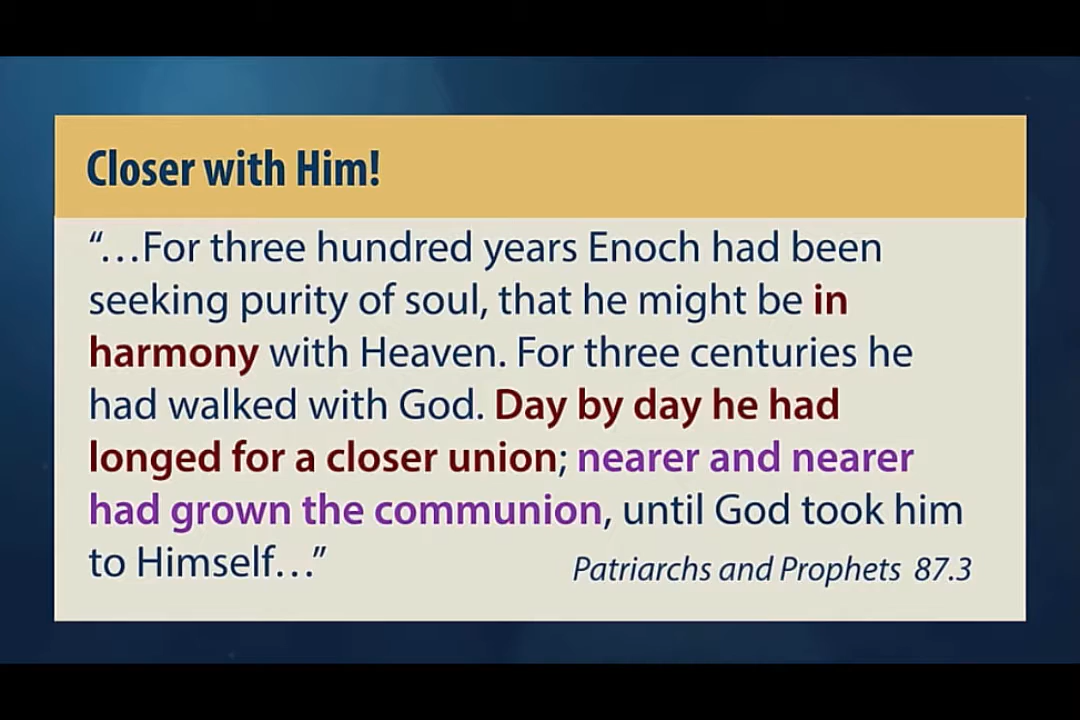 Closer with Him!
“…For three hundred years Enoch had been
seeking purity of soul, that he might be in
harmony with Heaven. For three centuries he
had walked with God. Day by day he had
longed for a closer union; nearer and nearer
had grown the communion, until God took him
to Himself…”
Patriarchs and Prophets 87.3